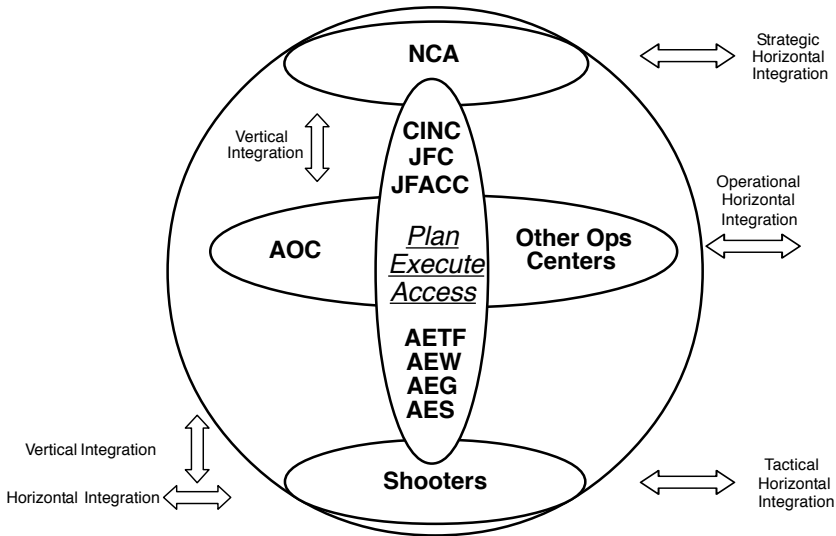 NCA
Strategic
Horizontal
Integration
Vertical
Integration
CINC
JFC
JFACC
Operational
Horizontal
Integration
AOC
Plan
Execute
Access
Other Ops
Centers
AETF
AEW
AEG
AES
Vertical Integration
Horizontal Integration
Shooters
Tactical
Horizontal
Integration